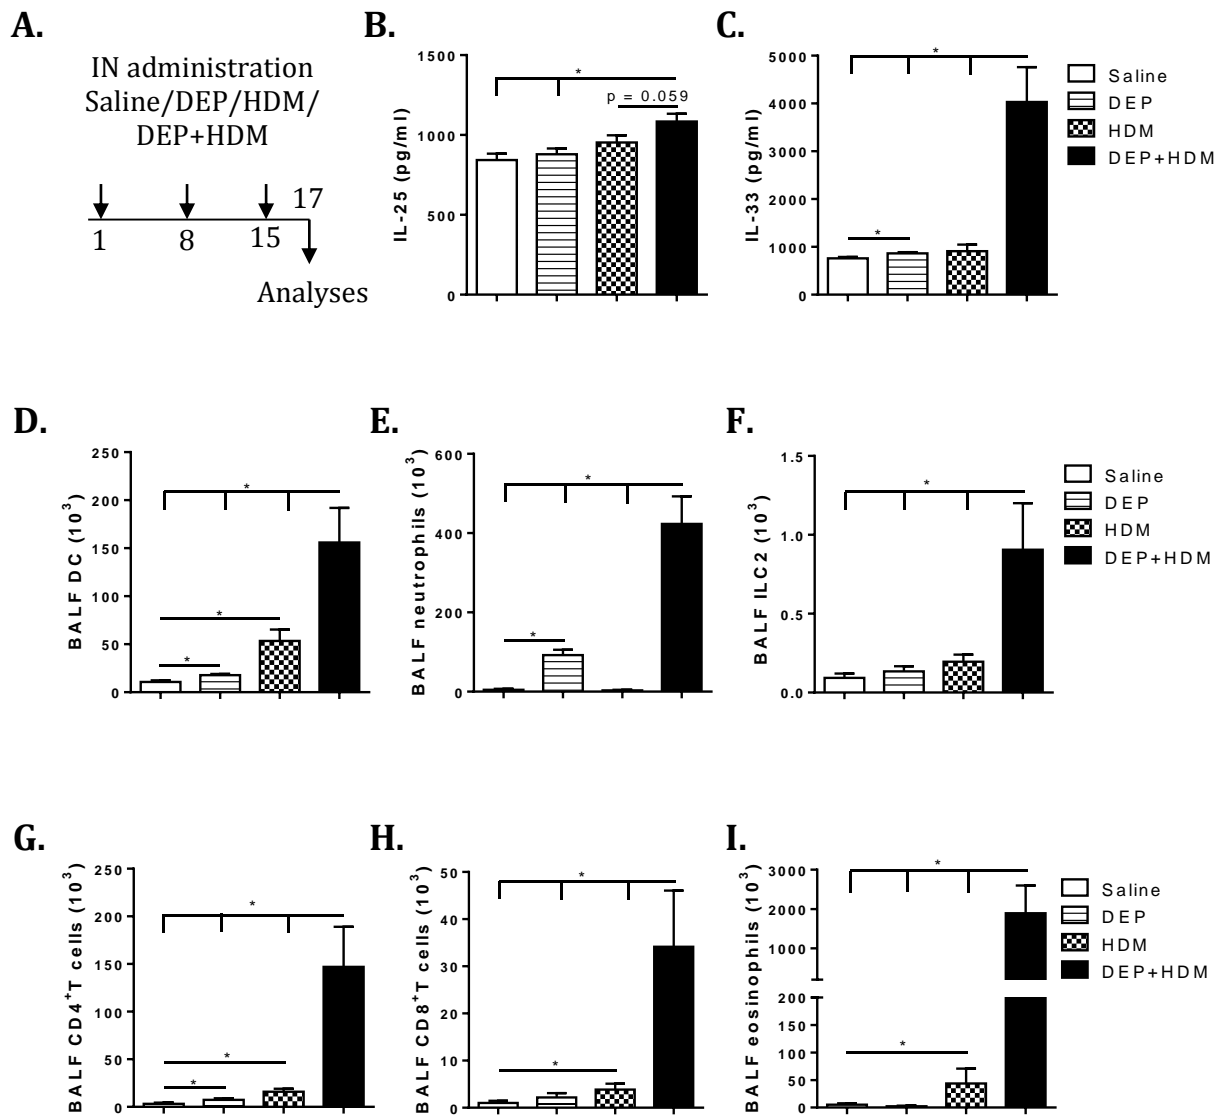 A.
IN administration
Saline/DEP/HDM/
DEP+HDM
17
1 8 15
Analyses
B.
IL-25 (pg/ml)
1500
1000
500
0
*
p = 0.059
C.
IL-33 (pg/ml)
5000
4000
3000
2000
1000
0
*
*
Saline
DEP
HDM
DEP+HDM
D.
BALF DC (10³)
250
200
150
100
50
0
*
*
*
E.
BALF neutrophils (10³)
600
400
200
0
*
*
F.
BALF ILC2 (10³)
1.5
1.0
0.5
0.0
*
Saline
DEP
HDM
DEP+HDM
G.
BALF CD4⁺T cells (10³)
250
200
150
100
50
0
*
*
*
H.
BALF CD8⁺T cells (10³)
50
40
30
20
10
0
*
*
I.
BALF eosinophils (10³)
3000
2000
1000
200
150
100
50
0
*
*
Saline
DEP
HDM
DEP+HDM